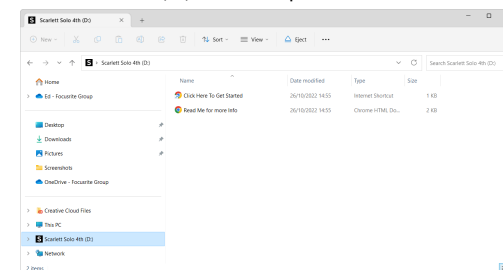 Scarlett Solo 4th (D:)
New
Sort
View
Eject
Scarlett Solo 4th (D:)
Search Scarlett Solo 4th (D:)
Home
Ed - Focusrite Group
Desktop
Downloads
Pictures
Screenshots
OneDrive - Focusrite Group
Creative Cloud Files
This PC
Scarlett Solo 4th (D:)
Network
Name Date modified Type Size
Click Here To Get Started 26/10/2022 14:55 Internet Shortcut 1 KB
Read Me for more Info 26/10/2022 14:55 Chrome HTML Do... 2 KB
2 items